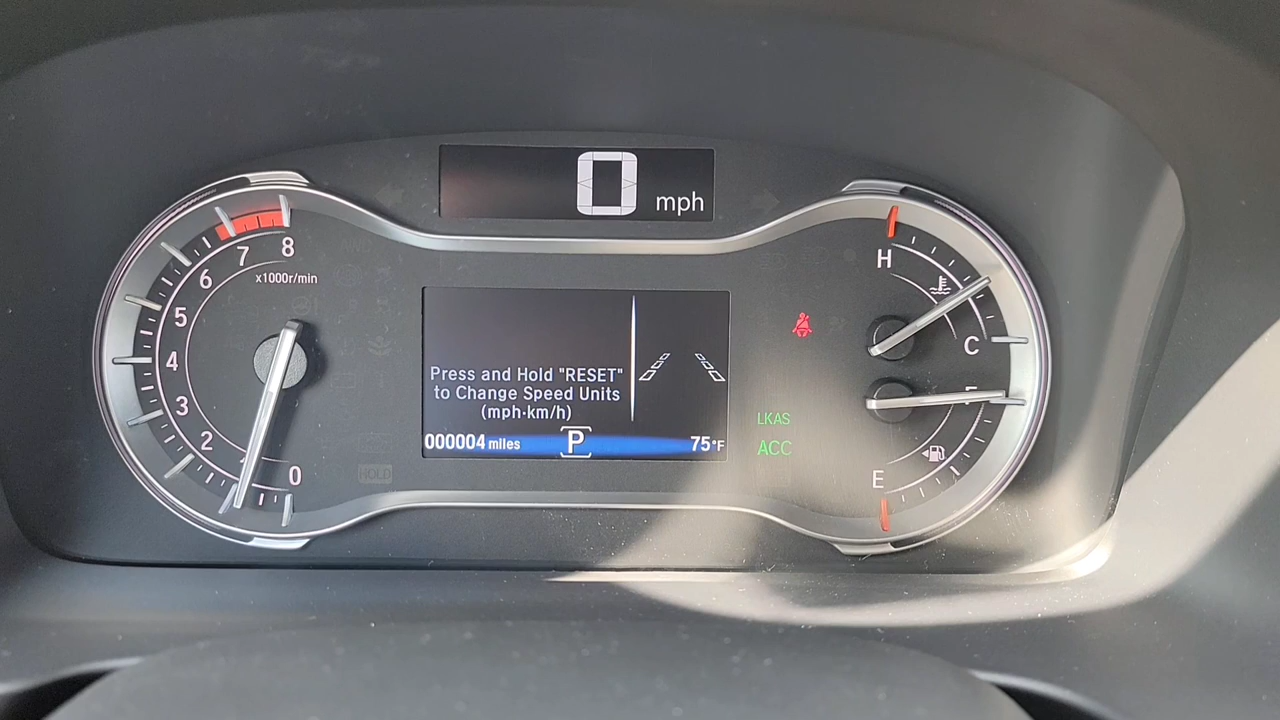 0 mph
8
7
6
x1000r/min
5
4
3
2
0
Press and Hold "RESET"
to Change Speed Units
(mph·km/h)
000004 miles P 75°F
HOLD
LKAS
ACC
H
C
E